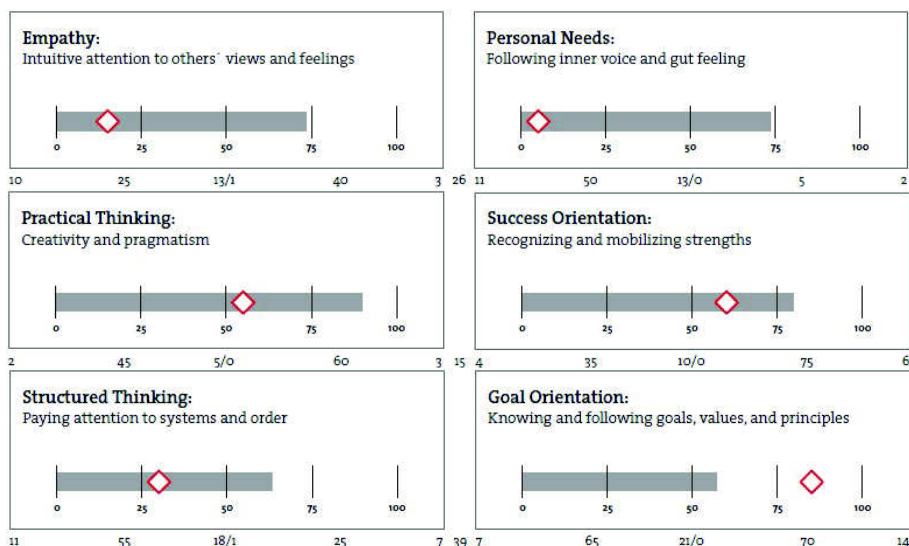 Empathy:
Intuitive attention to others´ views and feelings
0 25 50 75 100
10 25 13/1 40 3 26
Personal Needs:
Following inner voice and gut feeling
0 25 50 75 100
11 50 13/0 5 2
Practical Thinking:
Creativity and pragmatism
0 25 50 75 100
2 45 5/0 60 3 15
Success Orientation:
Recognizing and mobilizing strengths
0 25 50 75 100
4 35 10/0 75 6
Structured Thinking:
Paying attention to systems and order
0 25 50 75 100
11 55 18/1 25 7 39
Goal Orientation:
Knowing and following goals, values, and principles
0 25 50 75 100
7 65 21/0 70 14